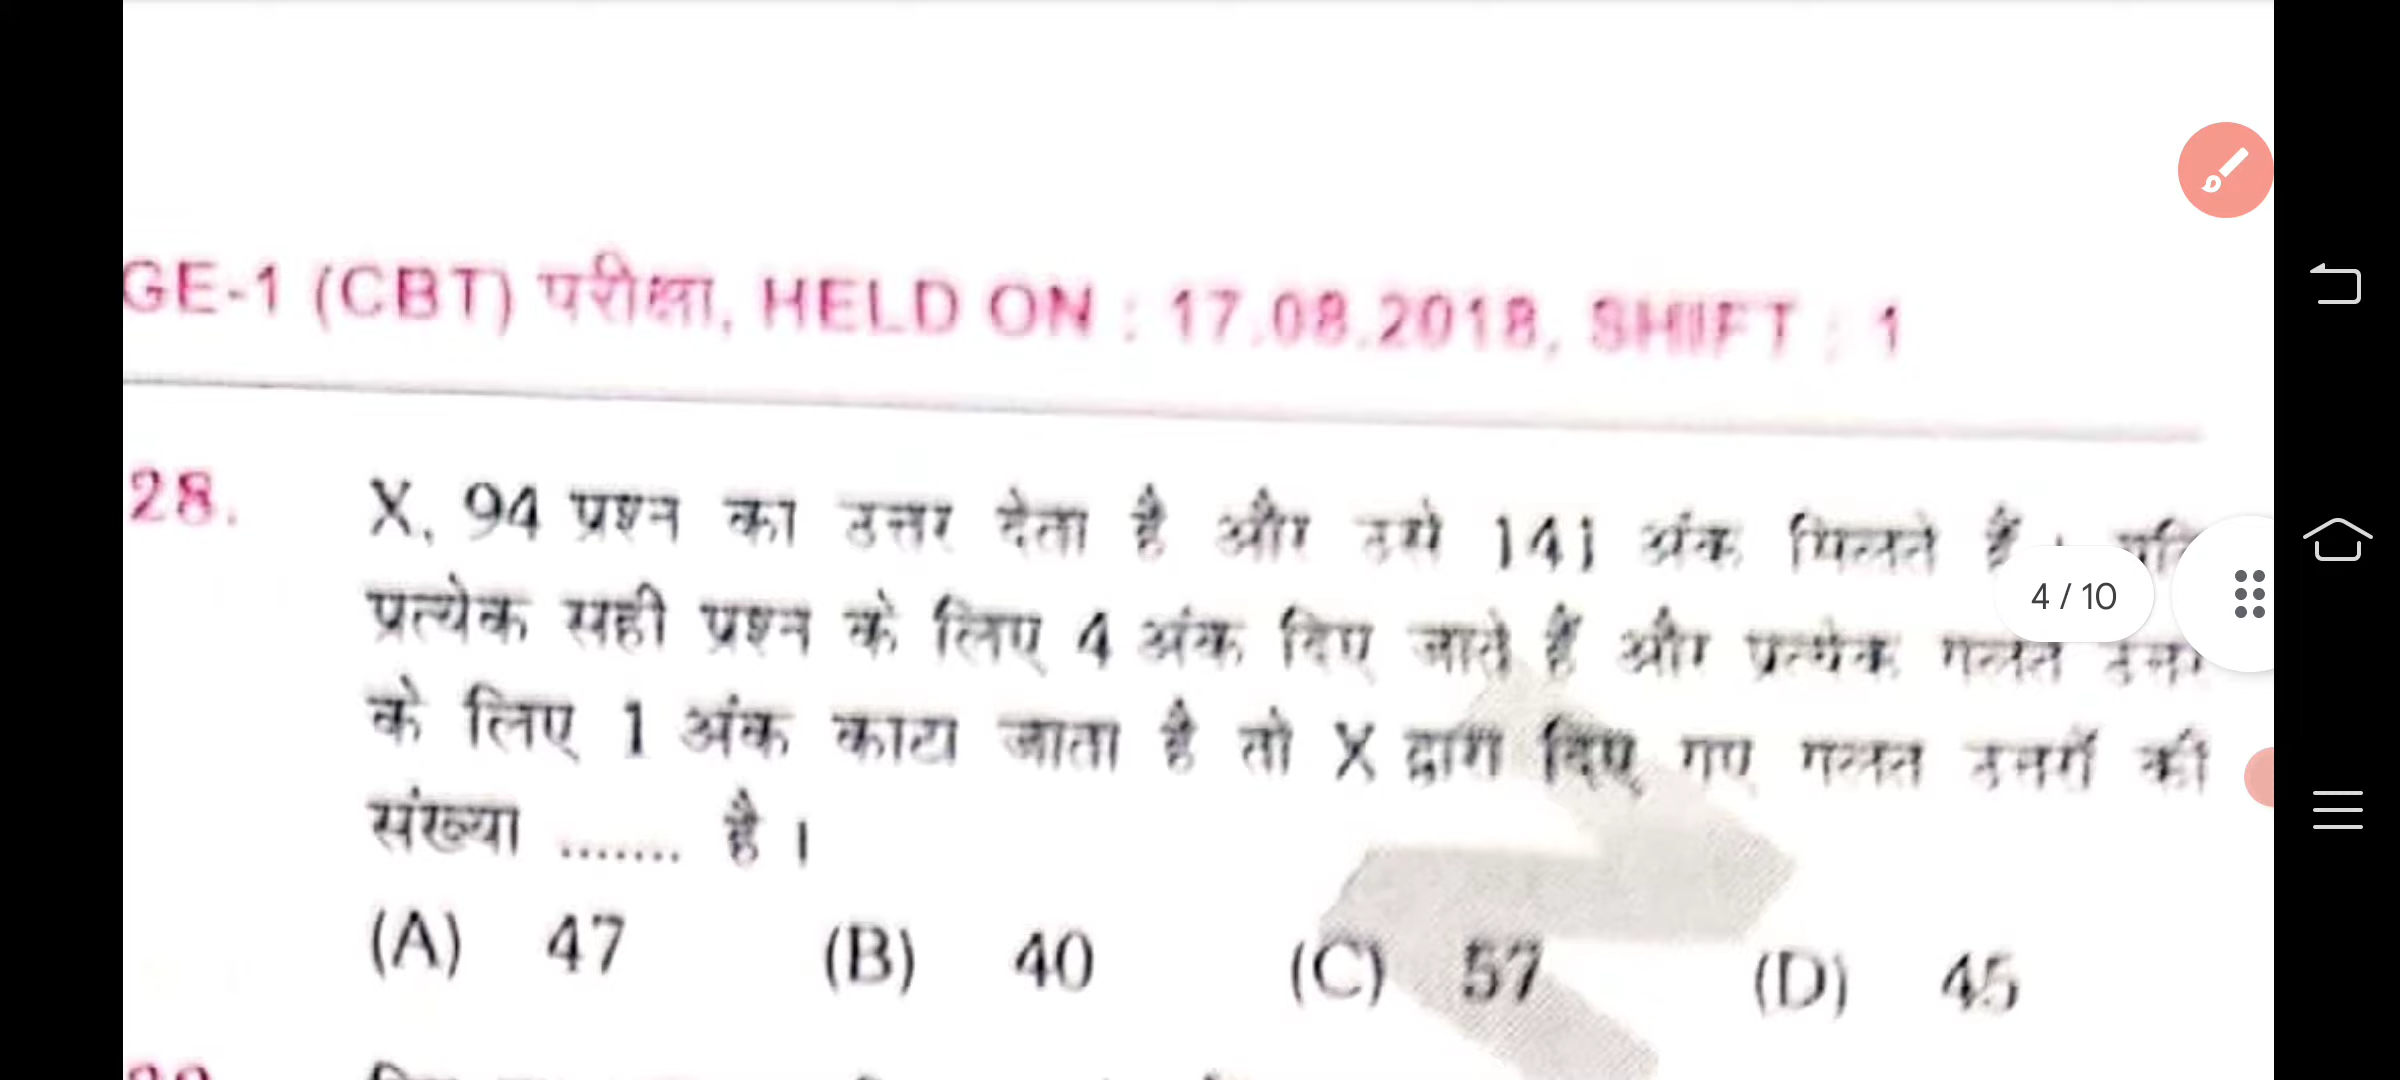 GE-1 (CBT) परीक्षा, HELD ON : 17.08.2018, SHIFT : 1
28. X, 94 प्रश्न का उत्तर देता है और उसे 141 अंक मिलते हैं।
प्रत्येक सही प्रश्न के लिए 4 अंक दिए जाते हैं और प्रत्येक गलत उत्तर
4 / 10
के लिए 1 अंक काटा जाता है तो X द्वारा दिए गए गलत उत्तरों की
संख्या ....... है।
(A) 47 (B) 40 (C) 57 (D) 45